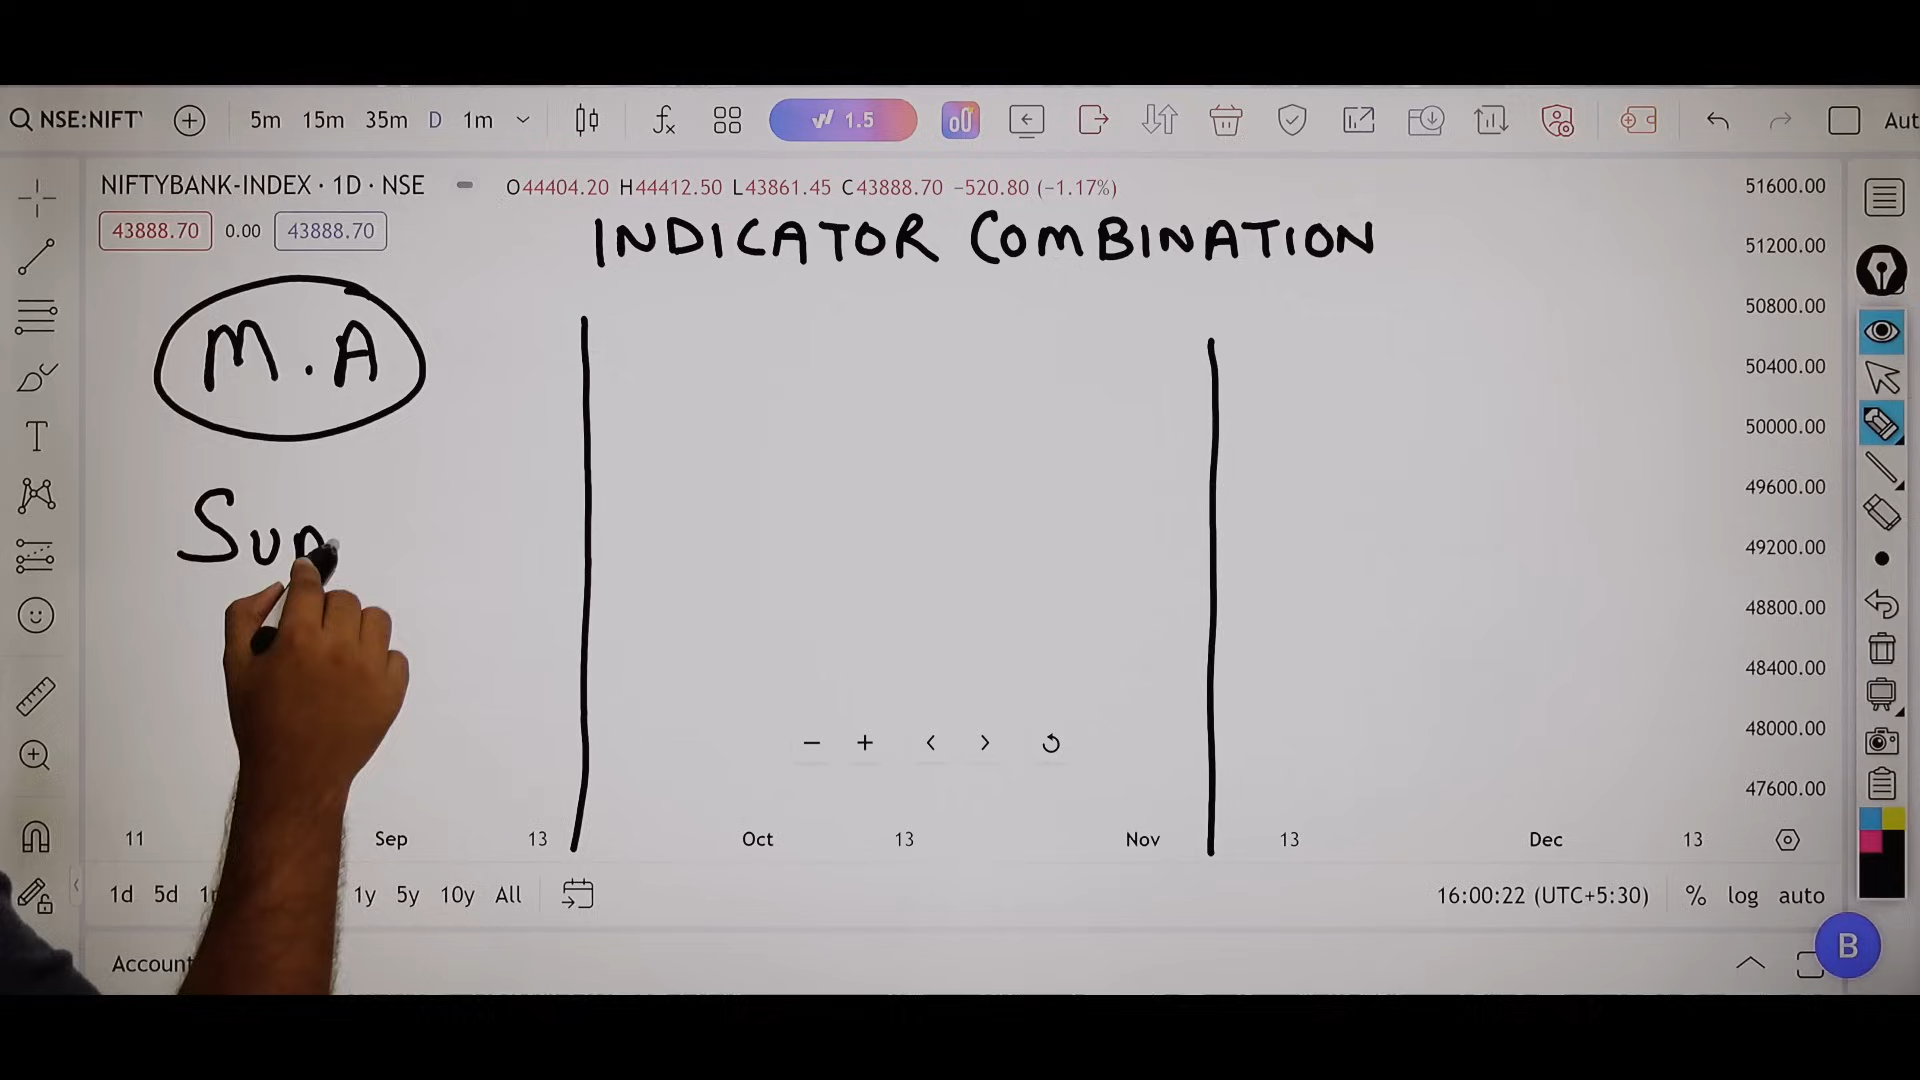 NSE:NIFT 5m 15m 35m D 1m 1.5 Aut
NIFTYBANK-INDEX · 1D · NSE O44404.20 H44412.50 L43861.45 C43888.70 −520.80 (−1.17%)
43888.70 0.00 43888.70
INDICATOR COMBINATION
M.A
51600.00
51200.00
50800.00
50400.00
50000.00
49600.00
49200.00
48800.00
48400.00
48000.00
47600.00
11 Sep 13 Oct 13 Nov 13 Dec 13
1d 5d 1y 5y 10y All 16:00:22 (UTC+5:30) % log auto
Account
B